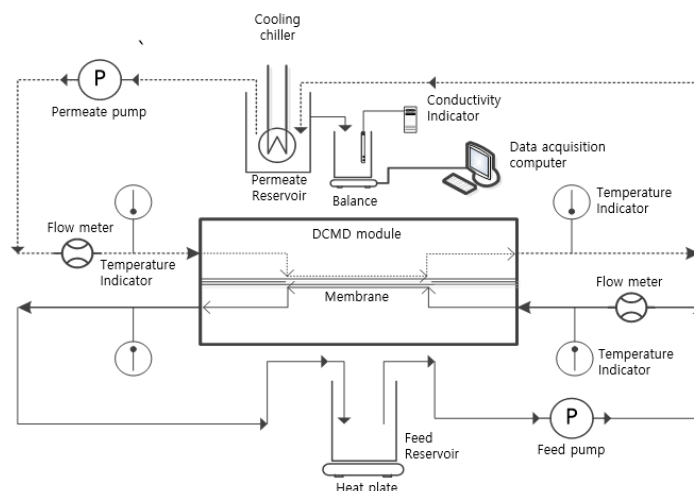 Cooling
chiller
`
P
Permeate pump
Conductivity
Indicator
Data acquisition
computer
Permeate
Reservoir
Balance
Temperature
Indicator
Flow meter
DCMD module
Temperature
Indicator
Flow meter
Membrane
Temperature
Indicator
P
Feed
Reservoir
Feed pump
Heat plate